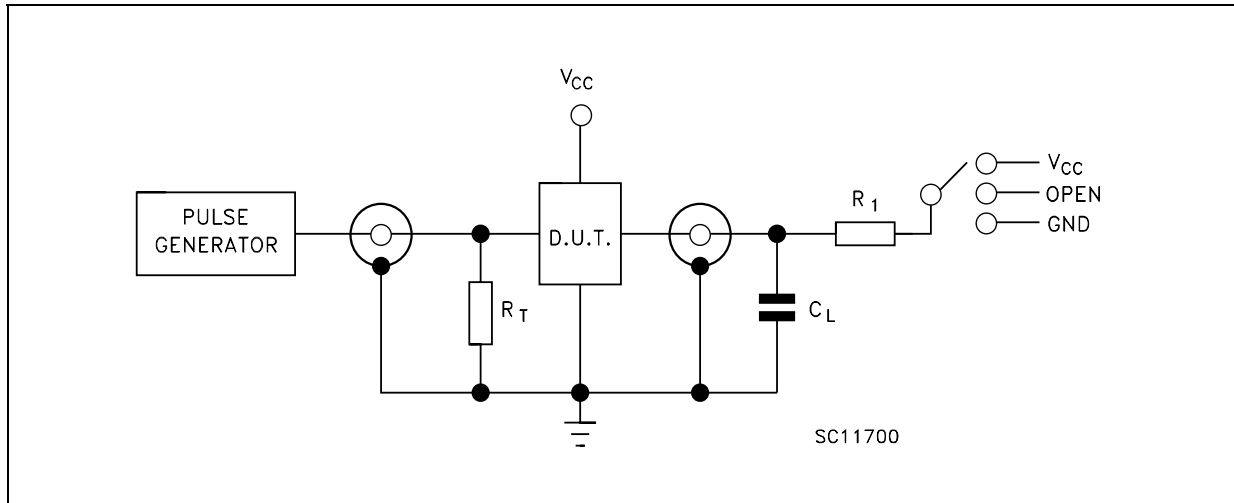 VCC
PULSE
GENERATOR
D.U.T.
R1
VCC
OPEN
GND
RT
CL
SC11700